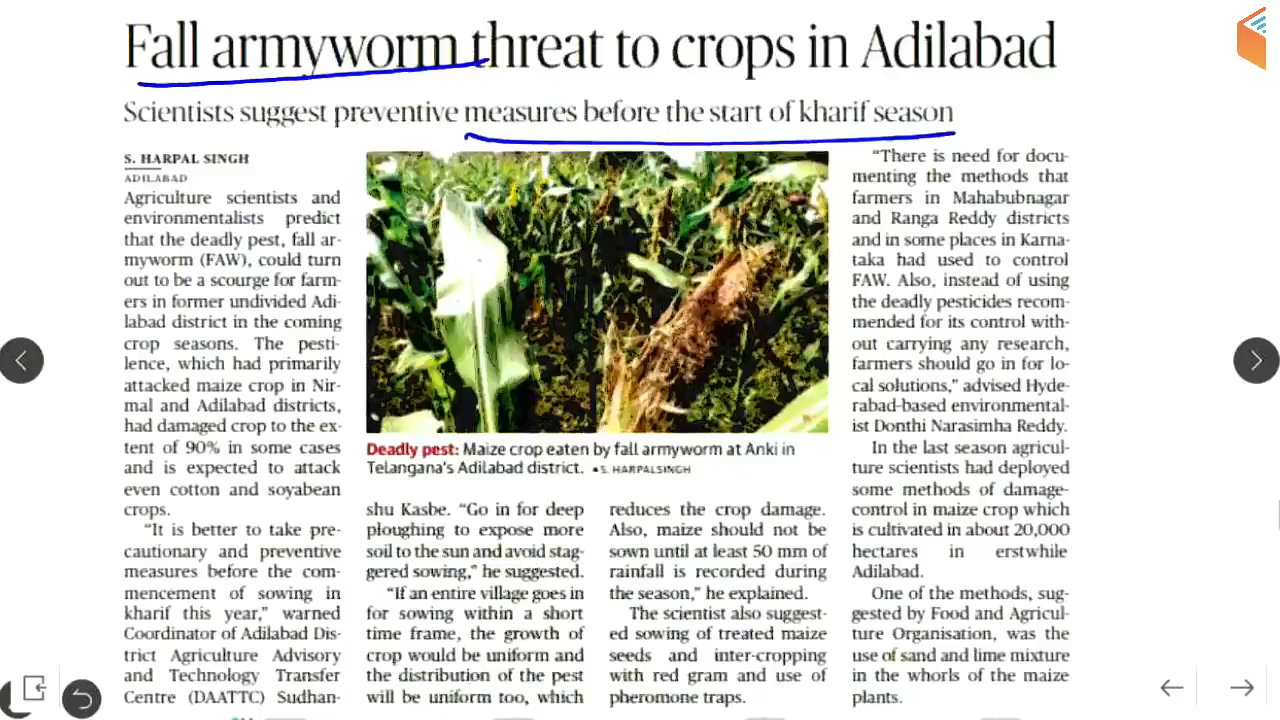 Fall armyworm threat to crops in Adilabad
Scientists suggest preventive measures before the start of kharif season
S. HARPAL SINGH
ADILABAD
Agriculture scientists and
environmentalists predict
that the deadly pest, fall ar-
myworm (FAW), could turn
out to be a scourge for farm-
ers in former undivided Adi-
labad district in the coming
crop seasons. The pesti-
lence, which had primarily
attacked maize crop in Nir-
mal and Adilabad districts,
had damaged crop to the ex-
tent of 90% in some cases
and is expected to attack
even cotton and soyabean
crops.
"It is better to take pre-
cautionary and preventive
measures before the com-
mencement of sowing in
kharif this year," warned
Coordinator of Adilabad Dis-
trict Agriculture Advisory
and Technology Transfer
Centre (DAATTC) Sudhan-
Deadly pest: Maize crop eaten by fall armyworm at Anki in
Telangana's Adilabad district. •S. HARPALSINGH
shu Kasbe. "Go in for deep
ploughing to expose more
soil to the sun and avoid stag-
gered sowing," he suggested.
"If an entire village goes in
for sowing within a short
time frame, the growth of
crop would be uniform and
the distribution of the pest
will be uniform too, which
reduces the crop damage.
Also, maize should not be
sown until at least 50 mm of
rainfall is recorded during
the season," he explained.
The scientist also suggest-
ed sowing of treated maize
seeds and inter-cropping
with red gram and use of
pheromone traps.
"There is need for docu-
menting the methods that
farmers in Mahabubnagar
and Ranga Reddy districts
and in some places in Karna-
taka had used to control
FAW. Also, instead of using
the deadly pesticides recom-
mended for its control with-
out carrying any research,
farmers should go in for lo-
cal solutions," advised Hyde-
rabad-based environmental-
ist Donthi Narasimha Reddy.
In the last season agricul-
ture scientists had deployed
some methods of damage-
control in maize crop which
is cultivated in about 20,000
hectares in erstwhile
Adilabad.
One of the methods, sug-
gested by Food and Agricul-
ture Organisation, was the
use of sand and lime mixture
in the whorls of the maize
plants.